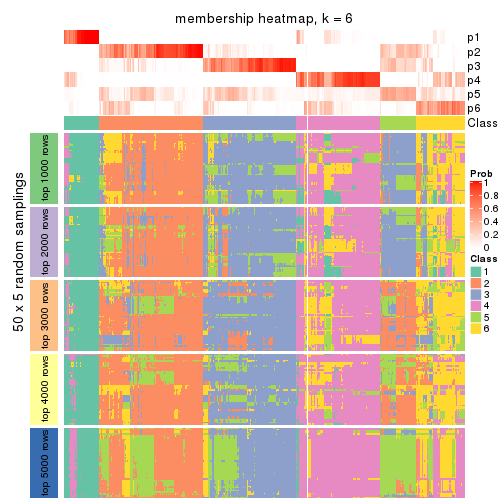 membership heatmap, k = 6
p1
p2
p3
p4
p5
p6
Class
50 x 5 random samplings
top 1000 rows
top 2000 rows
top 3000 rows
top 4000 rows
top 5000 rows
Prob
1
0.8
0.6
0.4
0.2
0
Class
1
2
3
4
5
6